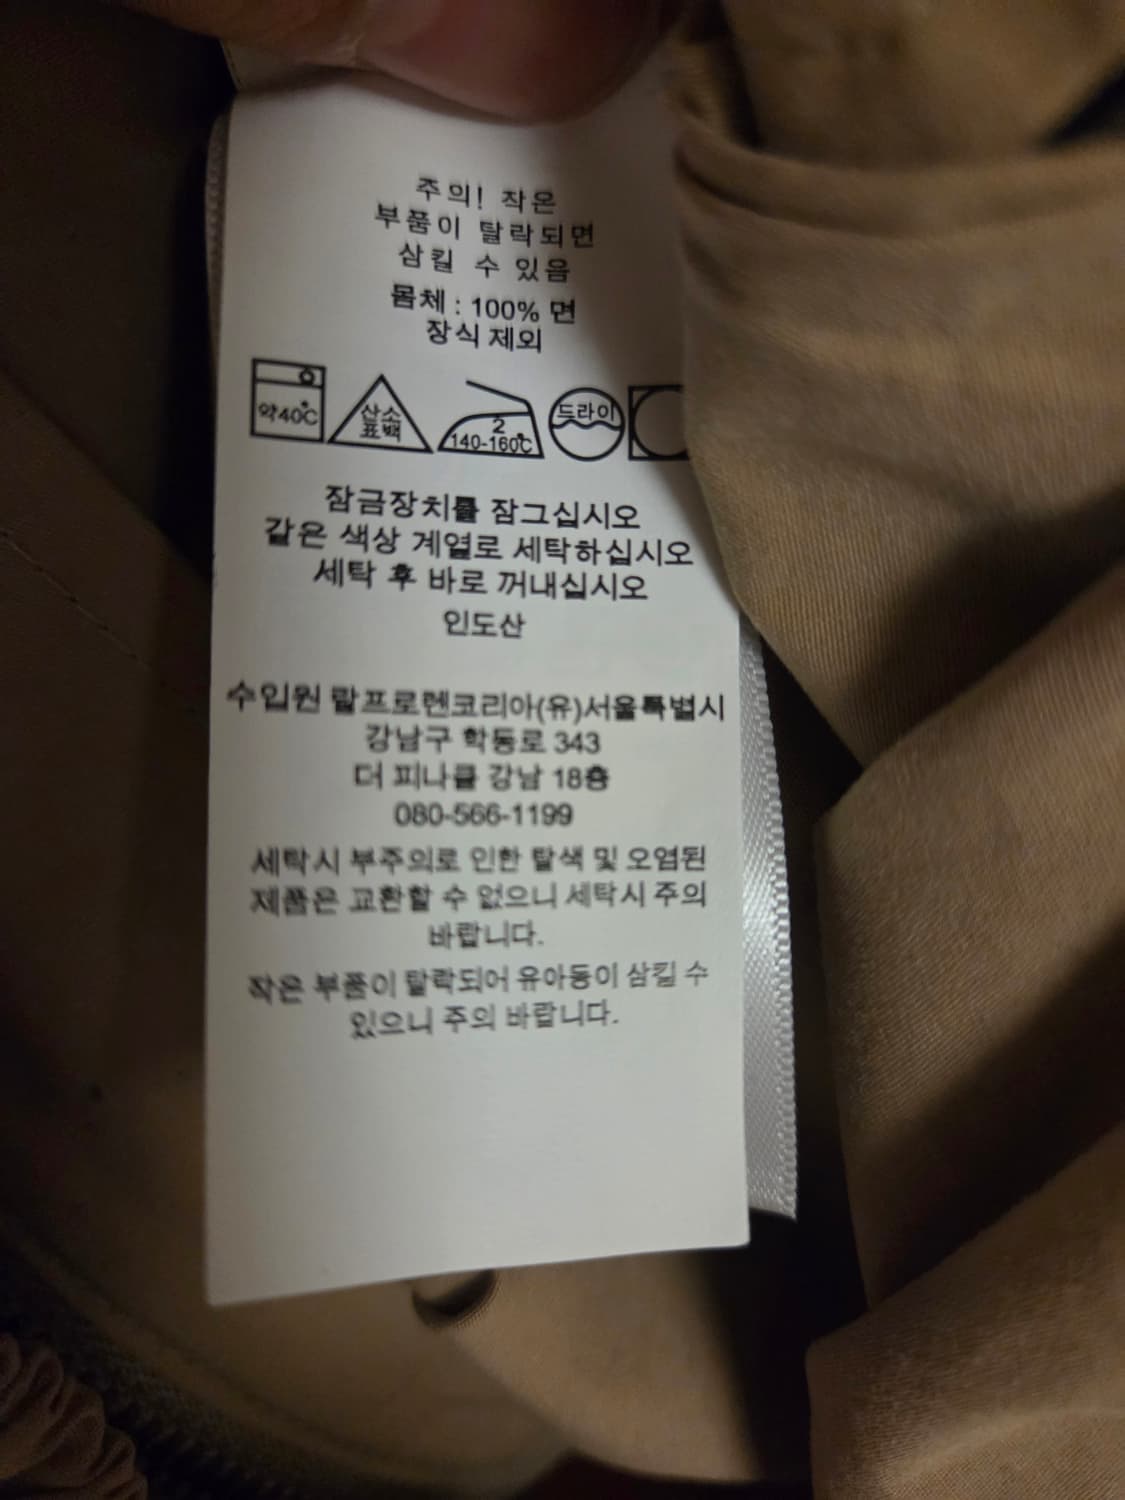 주의! 작은
부품이 탈락되면
삼킬 수 있음
몸체 : 100% 면
장식 제외
약40℃
산소
표백
2
140-160℃
드라이
잠금장치를 잠그십시오
같은 색상 계열로 세탁하십시오
세탁 후 바로 꺼내십시오
인도산
수입원 랄프로렌코리아(유)서울특별시
강남구 학동로 343
더 피나클 강남 18층
080-566-1199
세탁시 부주의로 인한 탈색 및 오염된
제품은 교환할 수 없으니 세탁시 주의
바랍니다.
작은 부품이 탈락되어 유아동이 삼킬 수
있으니 주의 바랍니다.